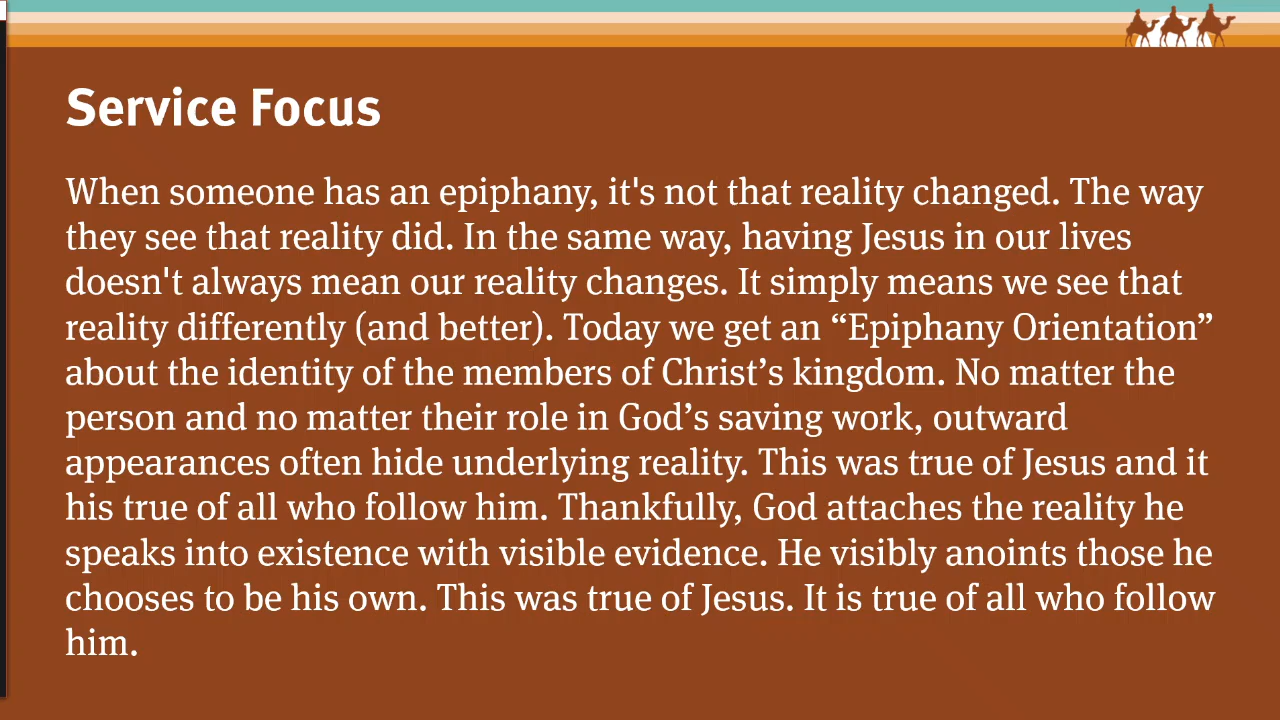 Service Focus
When someone has an epiphany, it's not that reality changed. The way
they see that reality did. In the same way, having Jesus in our lives
doesn't always mean our reality changes. It simply means we see that
reality differently (and better). Today we get an “Epiphany Orientation”
about the identity of the members of Christ’s kingdom. No matter the
person and no matter their role in God’s saving work, outward
appearances often hide underlying reality. This was true of Jesus and it
his true of all who follow him. Thankfully, God attaches the reality he
speaks into existence with visible evidence. He visibly anoints those he
chooses to be his own. This was true of Jesus. It is true of all who follow
him.